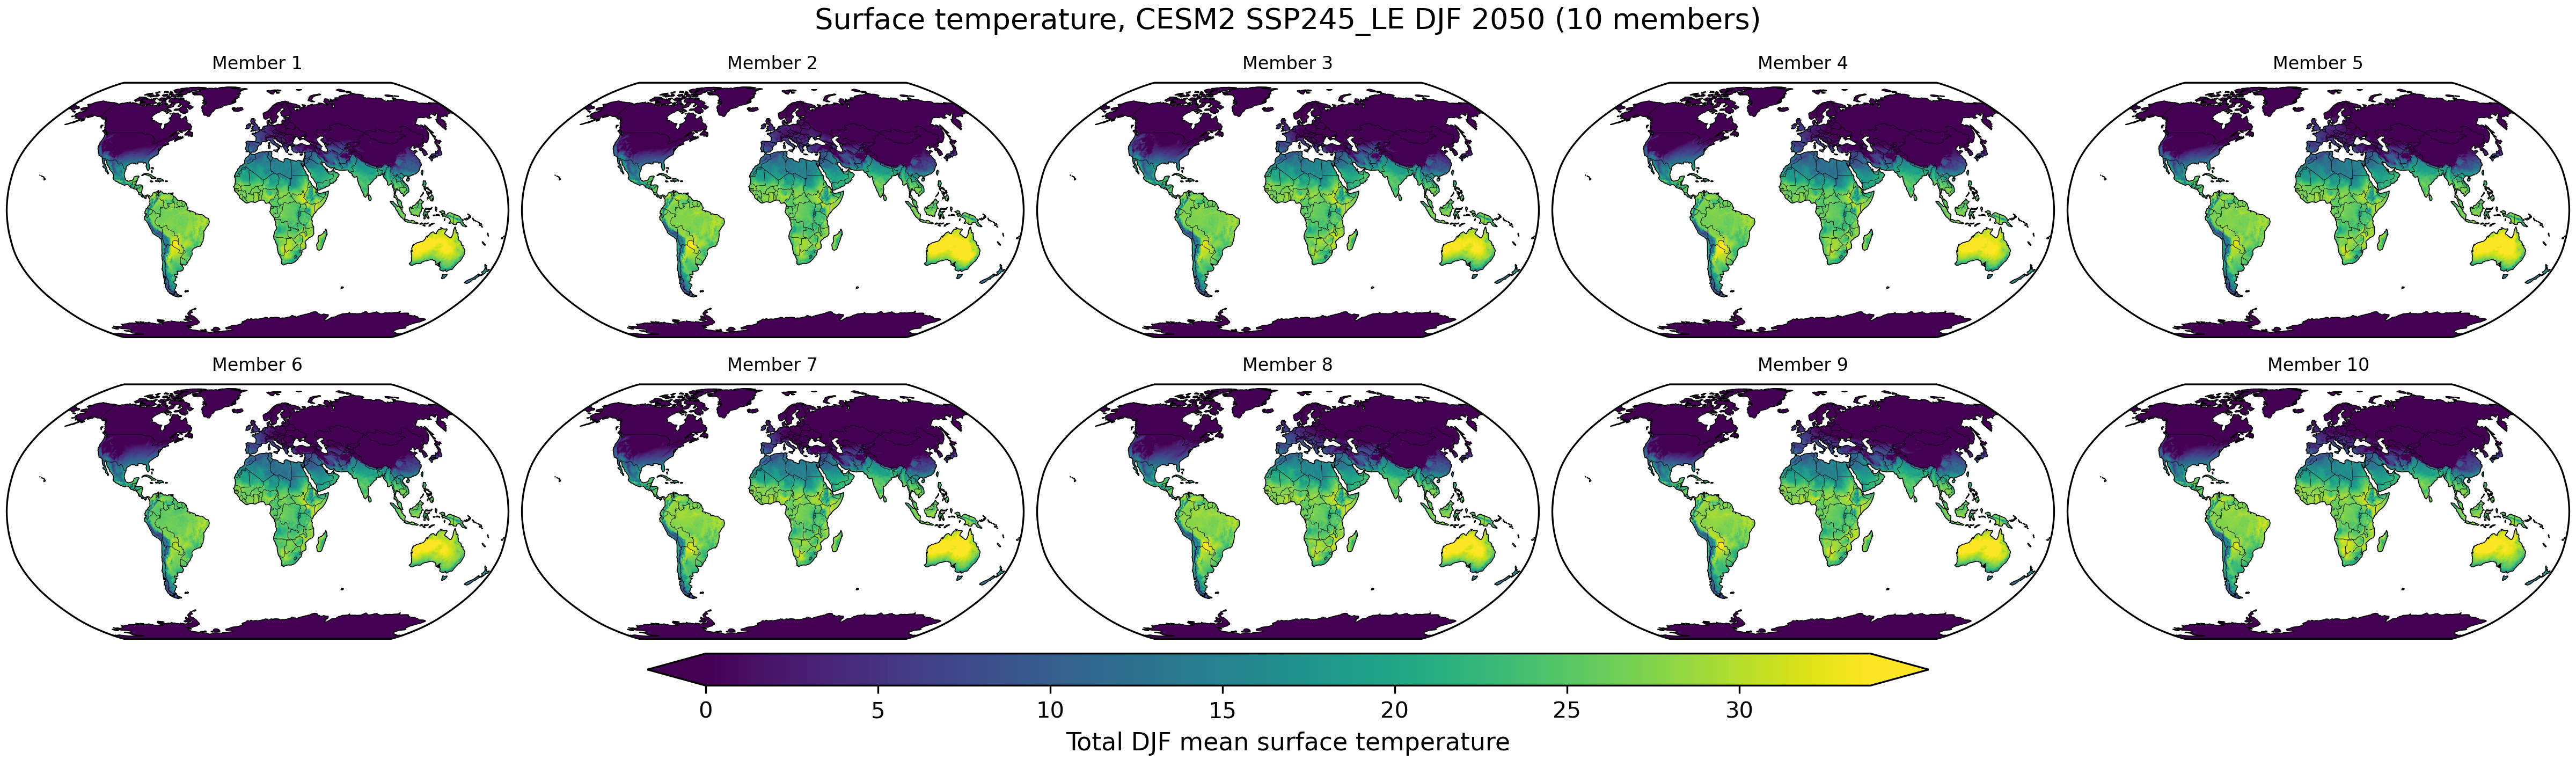 Surface temperature, CESM2 SSP245_LE DJF 2050 (10 members)
Member 1
Member 2
Member 3
Member 4
Member 5
Member 6
Member 7
Member 8
Member 9
Member 10
0 5 10 15 20 25 30
Total DJF mean surface temperature